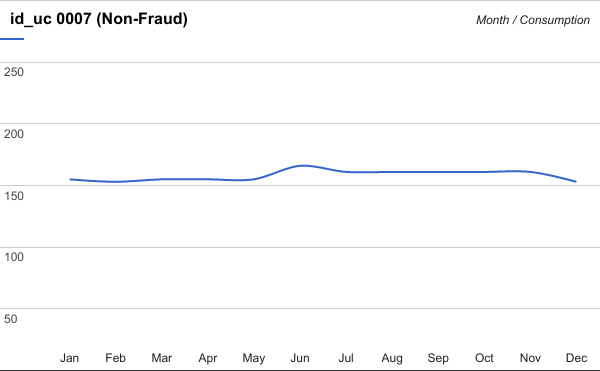 id_uc 0007 (Non-Fraud)
Month / Consumption
250
200
150
100
50
Jan Feb Mar Apr May Jun Jul Aug Sep Oct Nov Dec